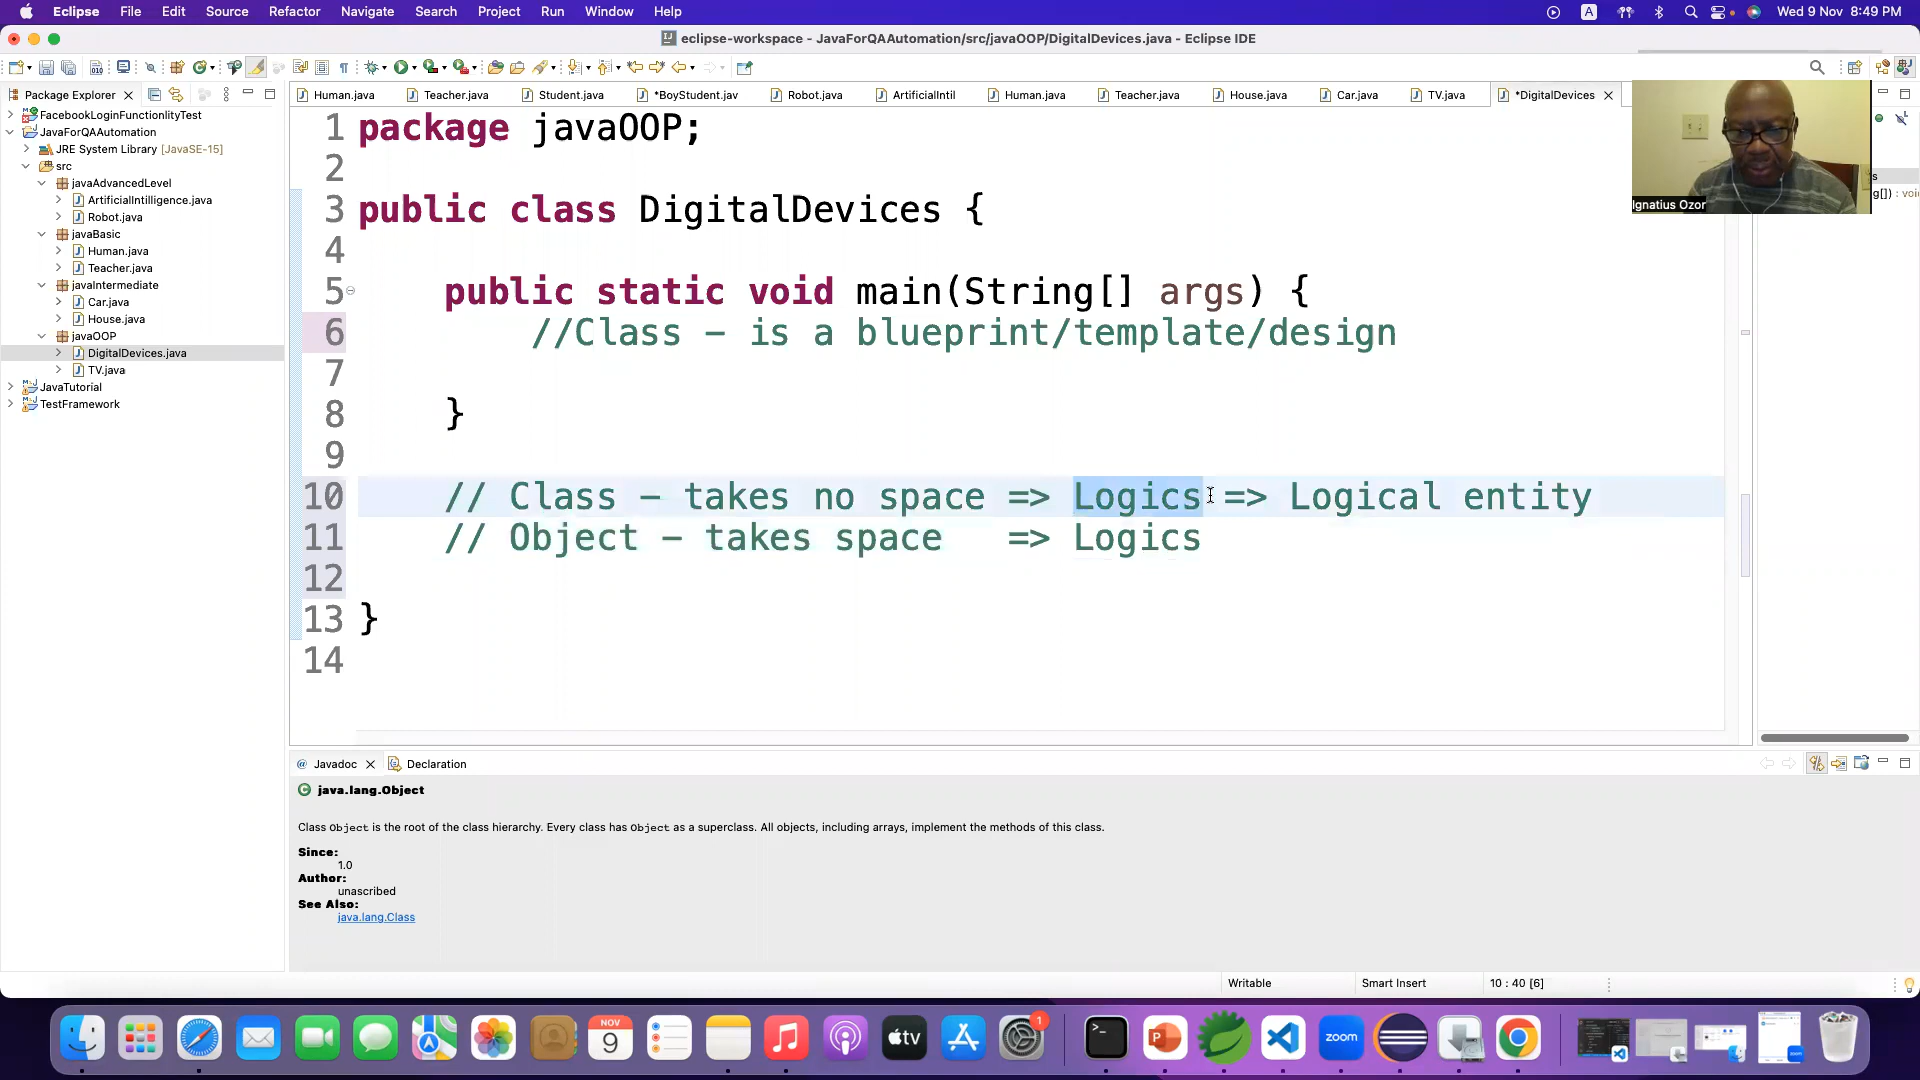 Eclipse File Edit Source Refactor Navigate Search Project Run Window Help
A
Wed 9 Nov 8:49 PM
eclipse-workspace - JavaForQAAutomation/src/javaOOP/DigitalDevices.java - Eclipse IDE
Package Explorer
Human.java Teacher.java Student.java *BoyStudent.jav Robot.java ArtificialIntil Human.java Teacher.java House.java Car.java TV.java *DigitalDevices
FacebookLoginFunctionlityTest
JavaForQAAutomation
JRE System Library [JavaSE-15]
src
javaAdvancedLevel
ArtificialIntilligence.java
Robot.java
javaBasic
Human.java
Teacher.java
javaIntermediate
Car.java
House.java
javaOOP
DigitalDevices.java
TV.java
JavaTutorial
TestFramework
1 package javaOOP;
2
3 public class DigitalDevices {
4
5 public static void main(String[] args) {
6 //Class - is a blueprint/template/design
7
8 }
9
10 // Class - takes no space => Logics => Logical entity
11 // Object - takes space => Logics
12
13 }
14
Ignatius Ozor
s
g[]) : voi
@ Javadoc Declaration
java.lang.Object
Class Object is the root of the class hierarchy. Every class has Object as a superclass. All objects, including arrays, implement the methods of this class.
Since:
1.0
Author:
unascribed
See Also:
java.lang.Class
Writable Smart Insert 10 : 40 [6]
NOV
9
tv
1
zoom